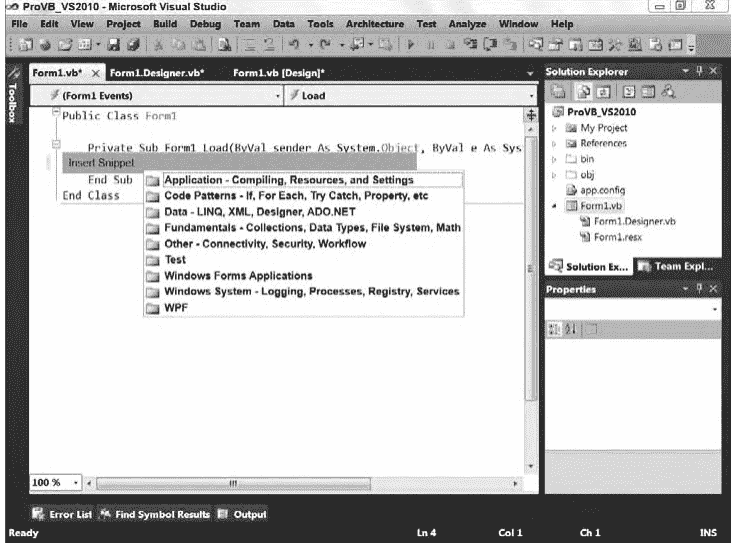 ProVB_VS2010 - Microsoft Visual Studio
File Edit View Project Build Debug Team Data Tools Architecture Test Analyze Window Help
Toolbox
Form1.vb* Form1.Designer.vb* Form1.vb [Design]*
(Form1 Events) Load
Public Class Form1
Private Sub Form1_Load(ByVal sender As System.Object, ByVal e As Sys
Insert Snippet
End Sub
End Class
Application - Compiling, Resources, and Settings
Code Patterns - If, For Each, Try Catch, Property, etc
Data - LINQ, XML, Designer, ADO.NET
Fundamentals - Collections, Data Types, File System, Math
Other - Connectivity, Security, Workflow
Test
Windows Forms Applications
Windows System - Logging, Processes, Registry, Services
WPF
100 %
Solution Explorer
ProVB_VS2010
My Project
References
bin
obj
app.config
Form1.vb
Form1.Designer.vb
Form1.resx
Solution Ex... Team Expl...
Properties
Error List Find Symbol Results Output
Ready Ln 4 Col 1 Ch 1 INS